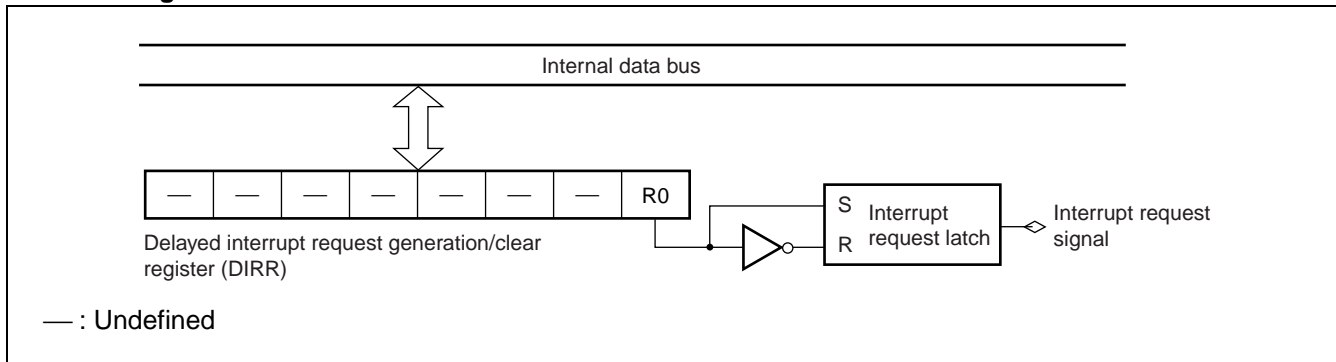 Internal data bus
— — — — — — — R0
Delayed interrupt request generation/clear
register (DIRR)
S
R
Interrupt
request latch
Interrupt request
signal
— : Undefined